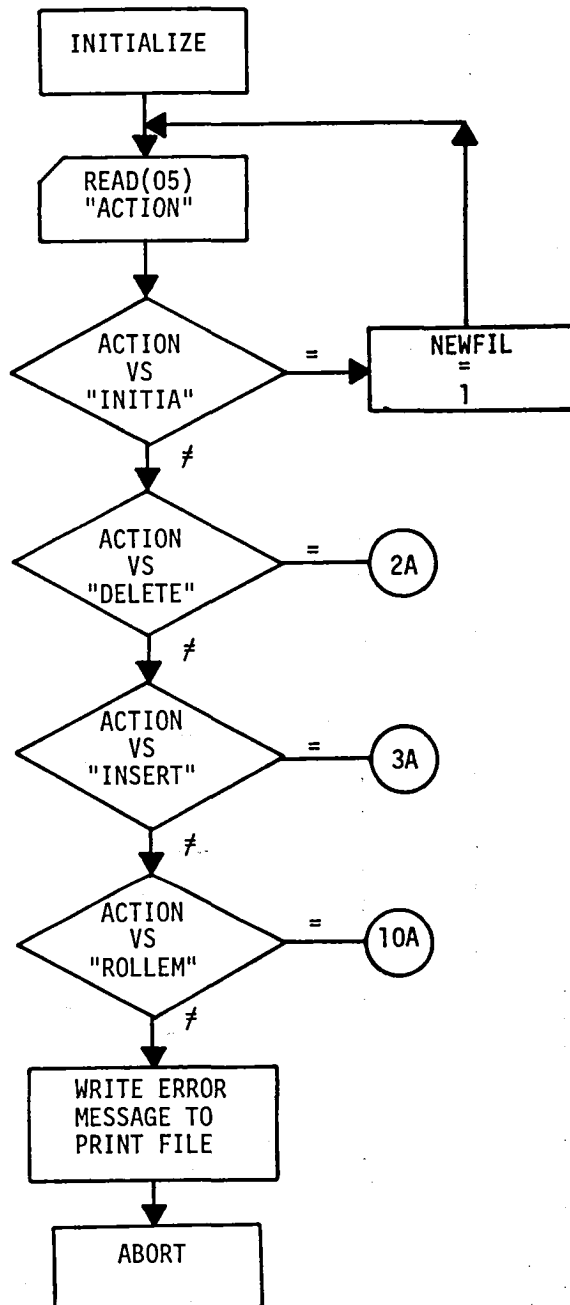 INITIALIZE
READ(05)
"ACTION"
ACTION
VS
"INITIA"
=
NEWFIL
=
1
≠
ACTION
VS
"DELETE"
=
2A
≠
ACTION
VS
"INSERT"
=
3A
≠
ACTION
VS
"ROLLEM"
=
10A
≠
WRITE ERROR
MESSAGE TO
PRINT FILE
ABORT